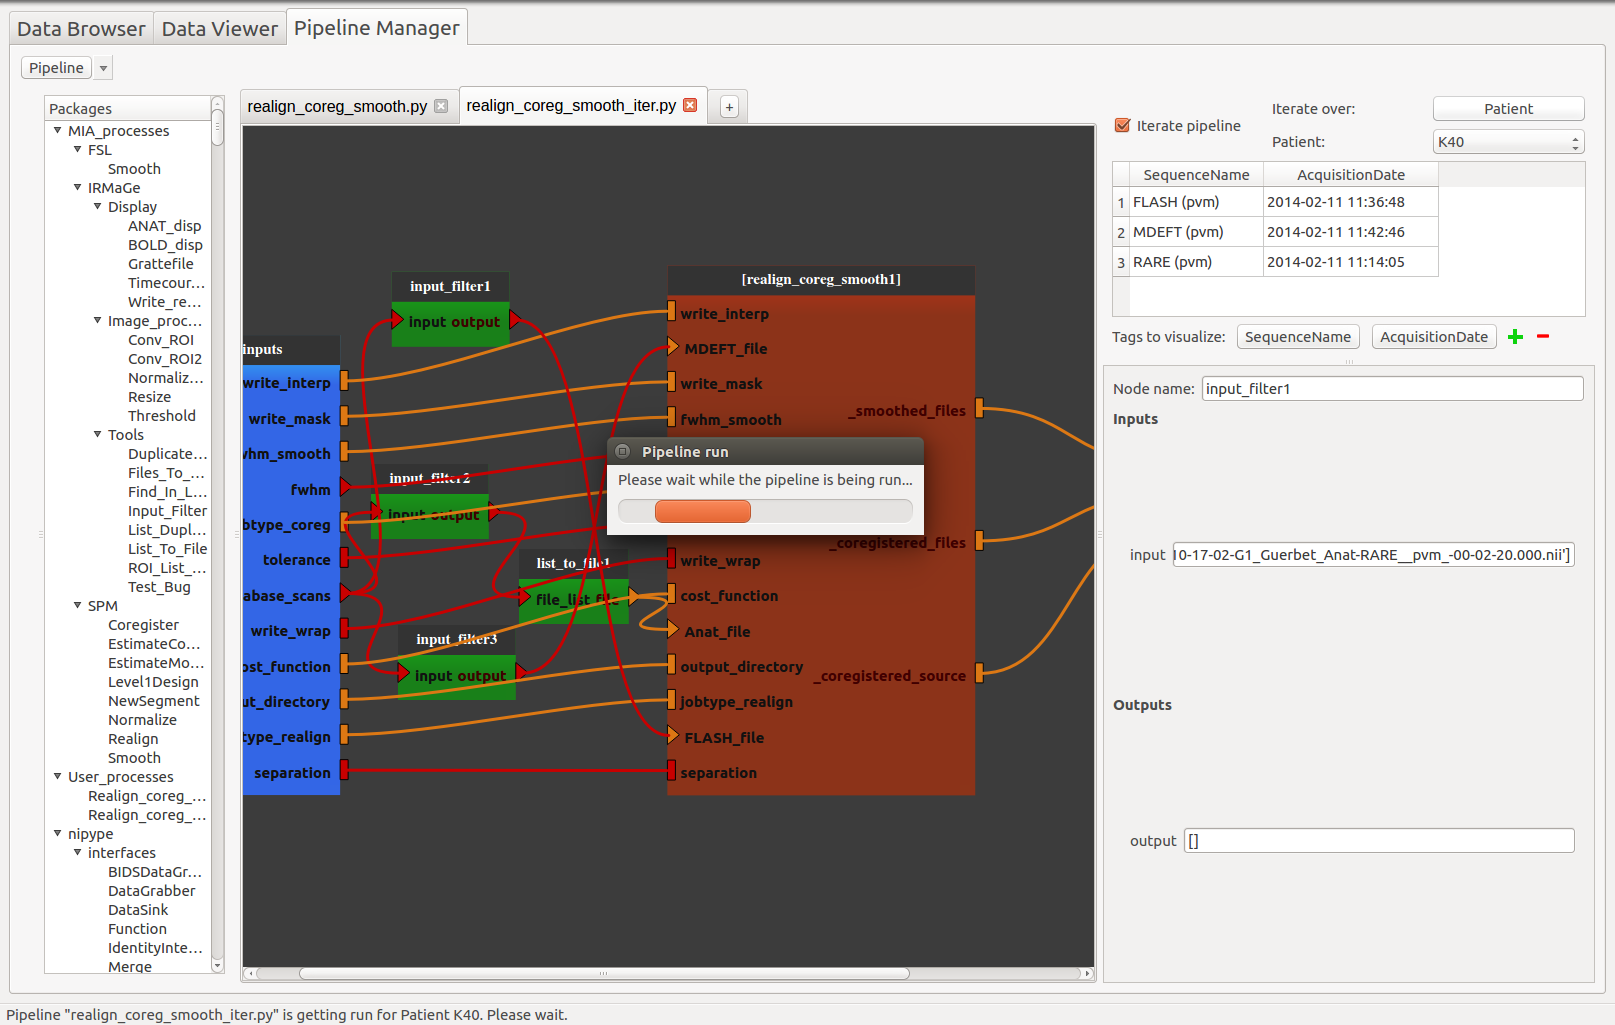 Data Browser
Data Viewer
Pipeline Manager
Pipeline
Packages
MIA_processes
FSL
Smooth
IRMaGe
Display
ANAT_disp
BOLD_disp
Grattefile
Timecour...
Write_re...
Image_proc...
Conv_ROI
Conv_ROI2
Normaliz...
Resize
Threshold
Tools
Duplicate...
Files_To_...
Find_In_L...
Input_Filter
List_Dupl...
List_To_File
ROI_List_...
Test_Bug
SPM
Coregister
EstimateCo...
EstimateMo...
Level1Design
NewSegment
Normalize
Realign
Smooth
User_processes
Realign_coreg_...
Realign_coreg_...
nipype
interfaces
BIDSDataGr...
DataGrabber
DataSink
Function
IdentityInte...
Merge
realign_coreg_smooth.py
realign_coreg_smooth_iter.py
+
inputs
write_interp
write_mask
whm_smooth
fwhm
btype_coreg
tolerance
abase_scans
write_wrap
ost_function
ut_directory
type_realign
separation
input_filter1
input output
input_filter2
input output
list_to_file1
file_list file
input_filter3
input output
[realign_coreg_smooth1]
write_interp
MDEFT_file
write_mask
fwhm_smooth
write_wrap
cost_function
Anat_file
output_directory
jobtype_realign
FLASH_file
separation
_smoothed_files
_coregistered_files
_coregistered_source
Pipeline run
Please wait while the pipeline is being run...
Iterate pipeline
Iterate over:
Patient
Patient:
K40
SequenceName AcquisitionDate
1 FLASH (pvm) 2014-02-11 11:36:48
2 MDEFT (pvm) 2014-02-11 11:42:46
3 RARE (pvm) 2014-02-11 11:14:05
Tags to visualize: SequenceName AcquisitionDate
Node name: input_filter1
Inputs
input l0-17-02-G1_Guerbet_Anat-RARE__pvm_-00-02-20.000.nii']
Outputs
output []
Pipeline "realign_coreg_smooth_iter.py" is getting run for Patient K40. Please wait.